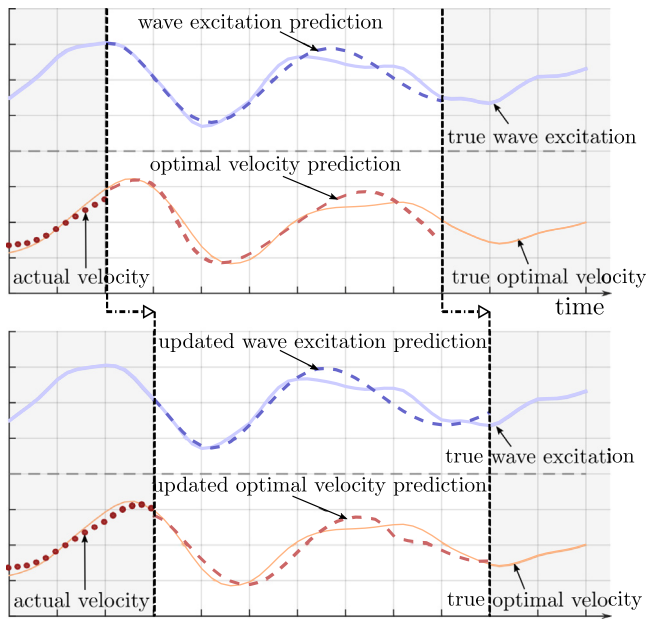 wave excitation prediction
true wave excitation
optimal velocity prediction
actual velocity
true optimal velocity
time
updated wave excitation prediction
true wave excitation
updated optimal velocity prediction
actual velocity
true optimal velocity